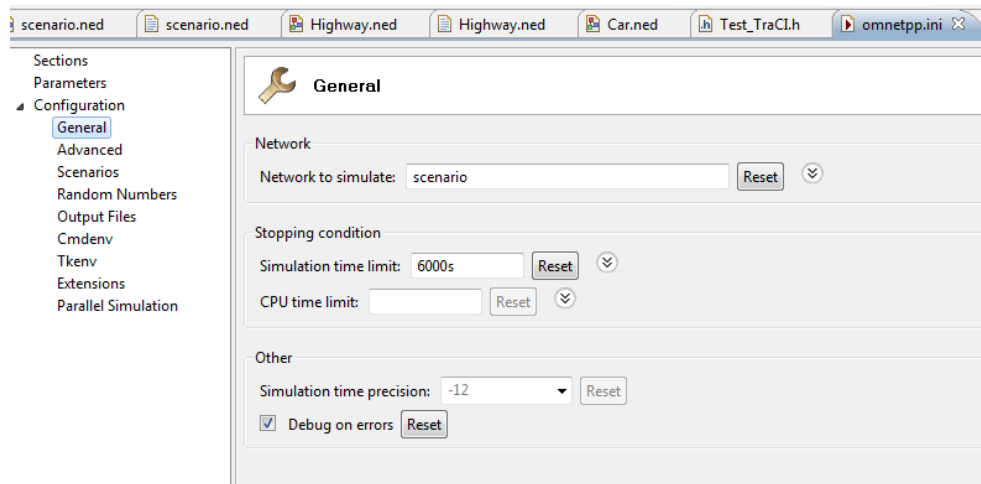 scenario.ned scenario.ned Highway.ned Highway.ned Car.ned Test_TraCI.h omnetpp.ini
Sections
Parameters
Configuration
General
Advanced
Scenarios
Random Numbers
Output Files
Cmdenv
Tkenv
Extensions
Parallel Simulation
General
Network
Network to simulate: scenario Reset
Stopping condition
Simulation time limit: 6000s Reset
CPU time limit: Reset
Other
Simulation time precision: -12 Reset
Debug on errors Reset